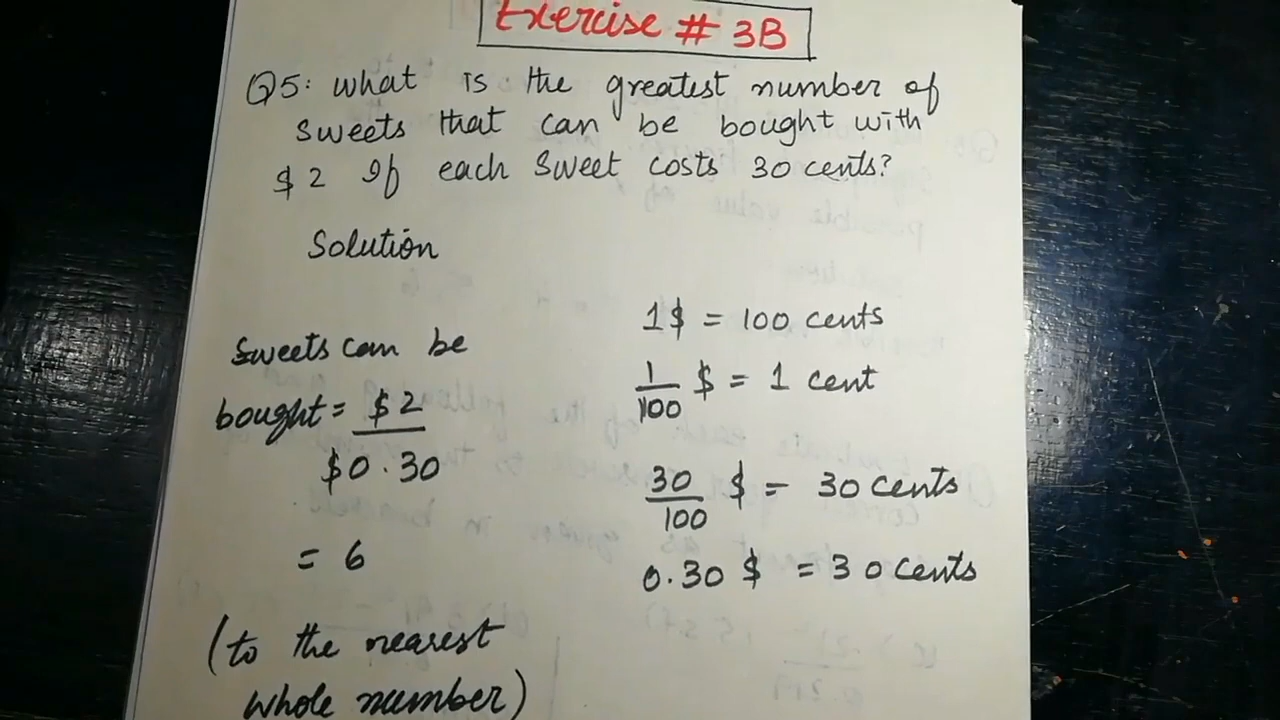 Exercise # 3B
Q5: what is the greatest number of
sweets that can be bought with
$ 2 If each sweet costs 30 cents?
Solution
Sweets can be
bought = $ 2
$0.30
= 6
(to the nearest
whole number)
1$ = 100 cents
1/100 $ = 1 cent
30/100 $ = 30 cents
0.30 $ = 30 cents